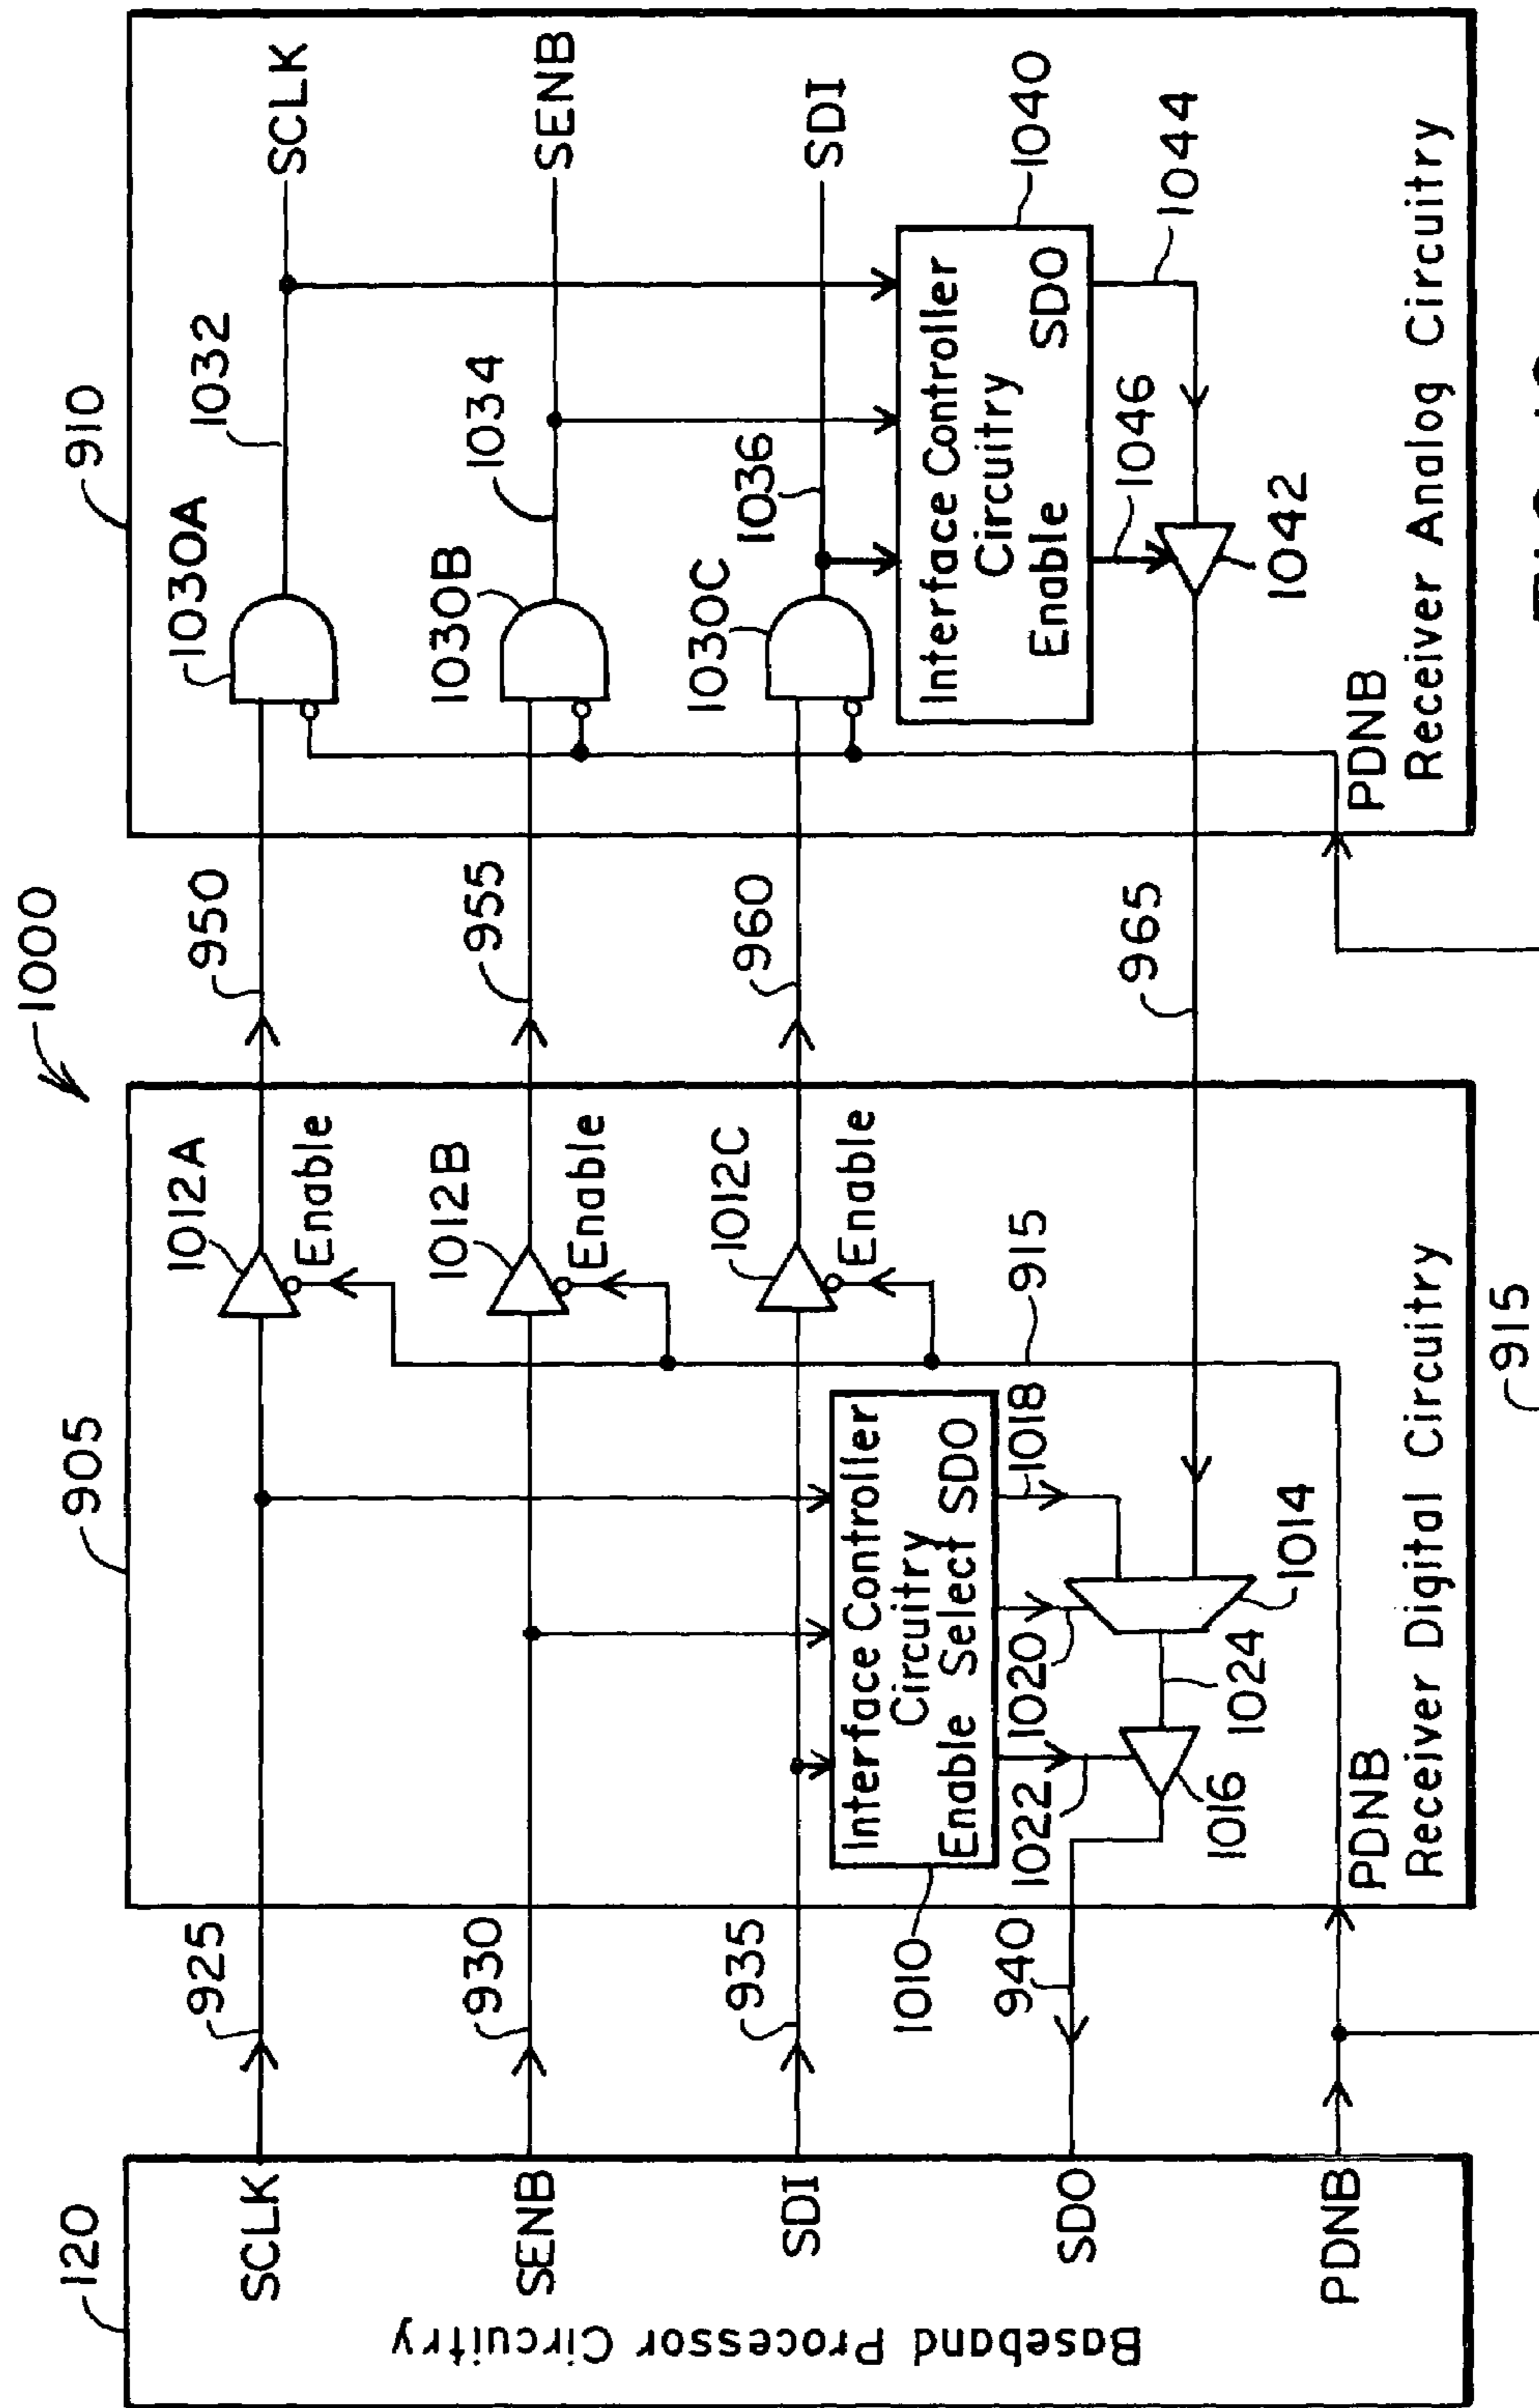 1000
120
Baseband Processor Circuitry
SCLK
SENB
SDI
SDO
PDNB
925
930
935
940
905
1012A
Enable
1012B
Enable
1012C
Enable
915
Interface Controller
Circuitry
Enable Select SDO
1010
1022
1020
1018
1016
1024
1014
PDNB
Receiver Digital Circuitry
915
950
955
960
965
910
1030A
1032
SCLK
1030B
1034
SENB
1030C
1036
SDI
Interface Controller
Circuitry
Enable SDO
1040
1046
1044
1042
PDNB
Receiver Analog Circuitry